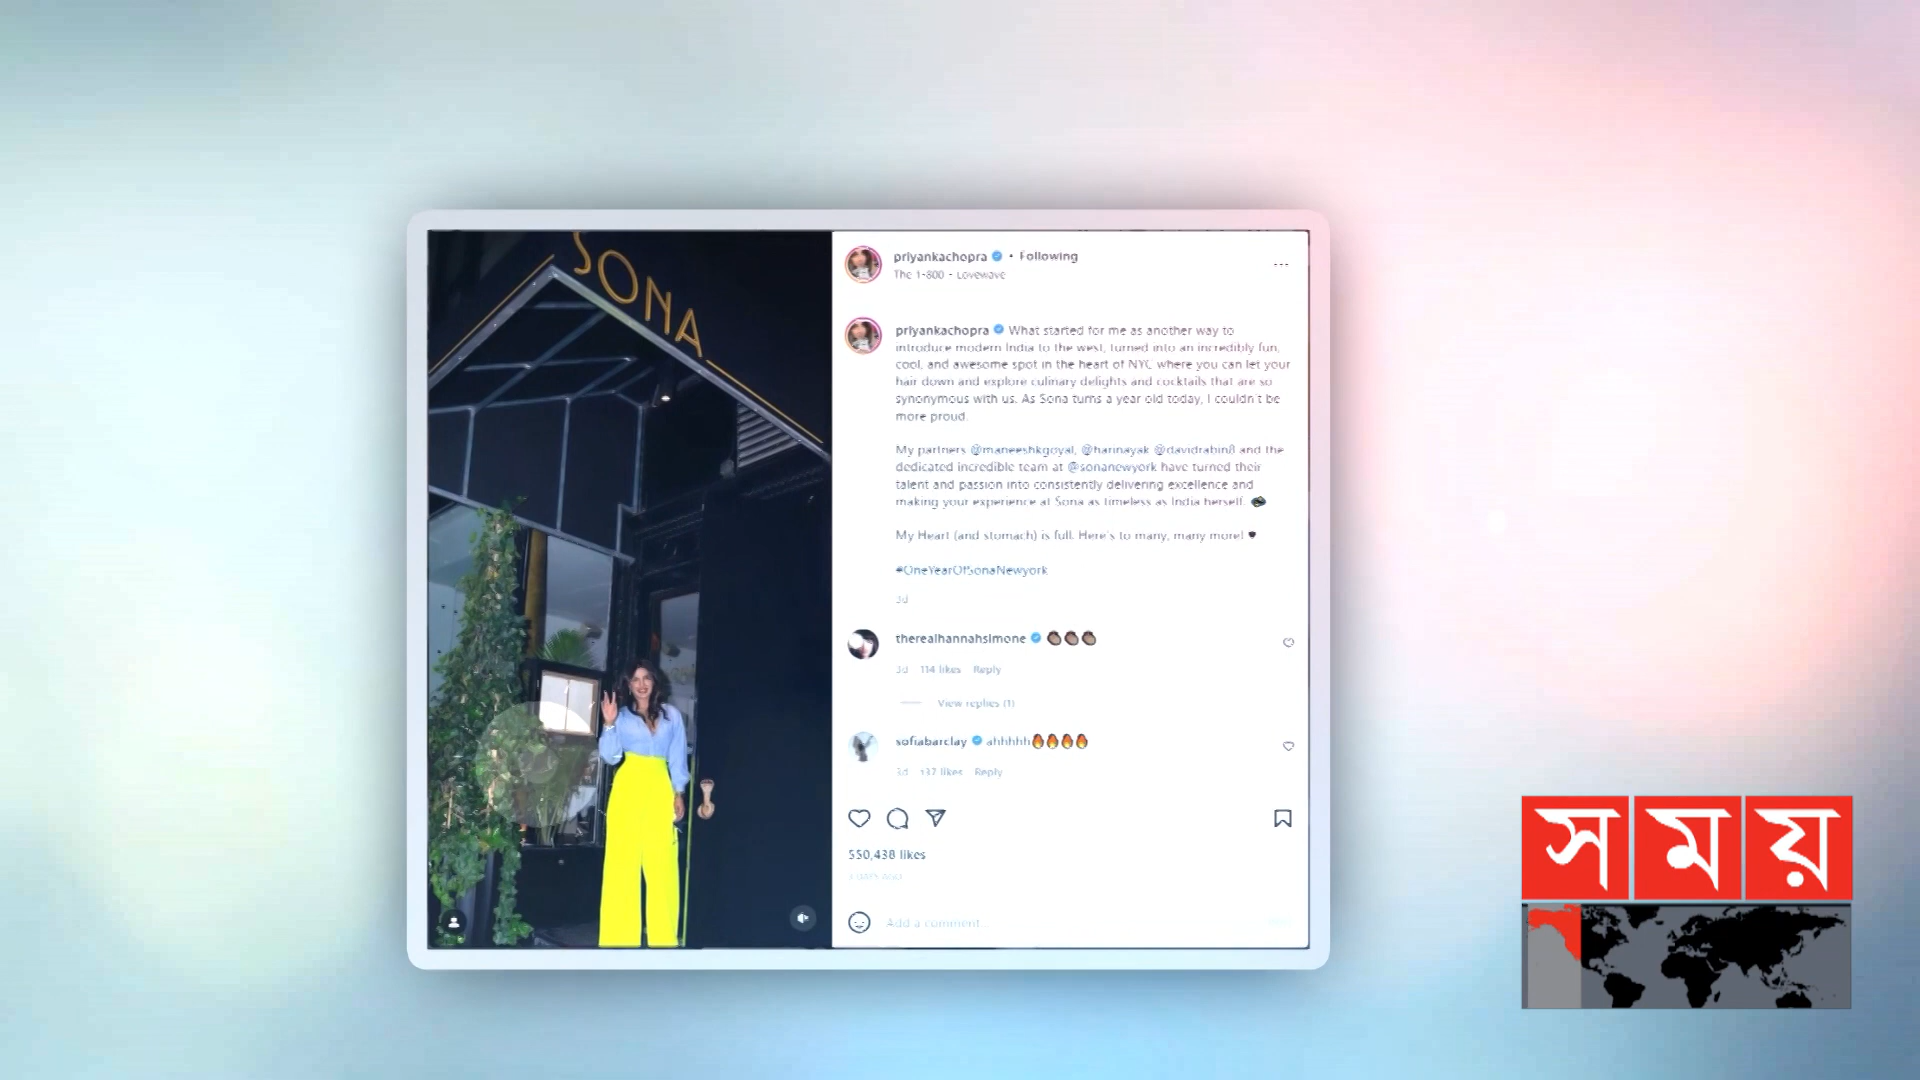 SONA
priyankachopra • Following
The 1-800 • Lovewave
...
priyankachopra What started for me as another way to
introduce modern India to the west, turned into an incredibly fun,
cool, and awesome spot in the heart of NYC where you can let your
hair down and explore culinary delights and cocktails that are so
synonymous with us. As Sona turns a year old today, I couldn't be
more proud.
My partners @maneeshkgoyal, @harinayak @davidrabin8 and the
dedicated incredible team at @sonanewyork have turned their
talent and passion into consistently delivering excellence and
making your experience at Sona as timeless as India herself.
My Heart (and stomach) is full. Here's to many, many more!
#OneYearOfSonaNewyork
3d
therealhannahsimone
3d 114 likes Reply
View replies (1)
sofiabarclay ahhhhh🔥🔥🔥🔥
3d 137 likes Reply
550,438 likes
3 DAYS AGO
Add a comment...
সময়